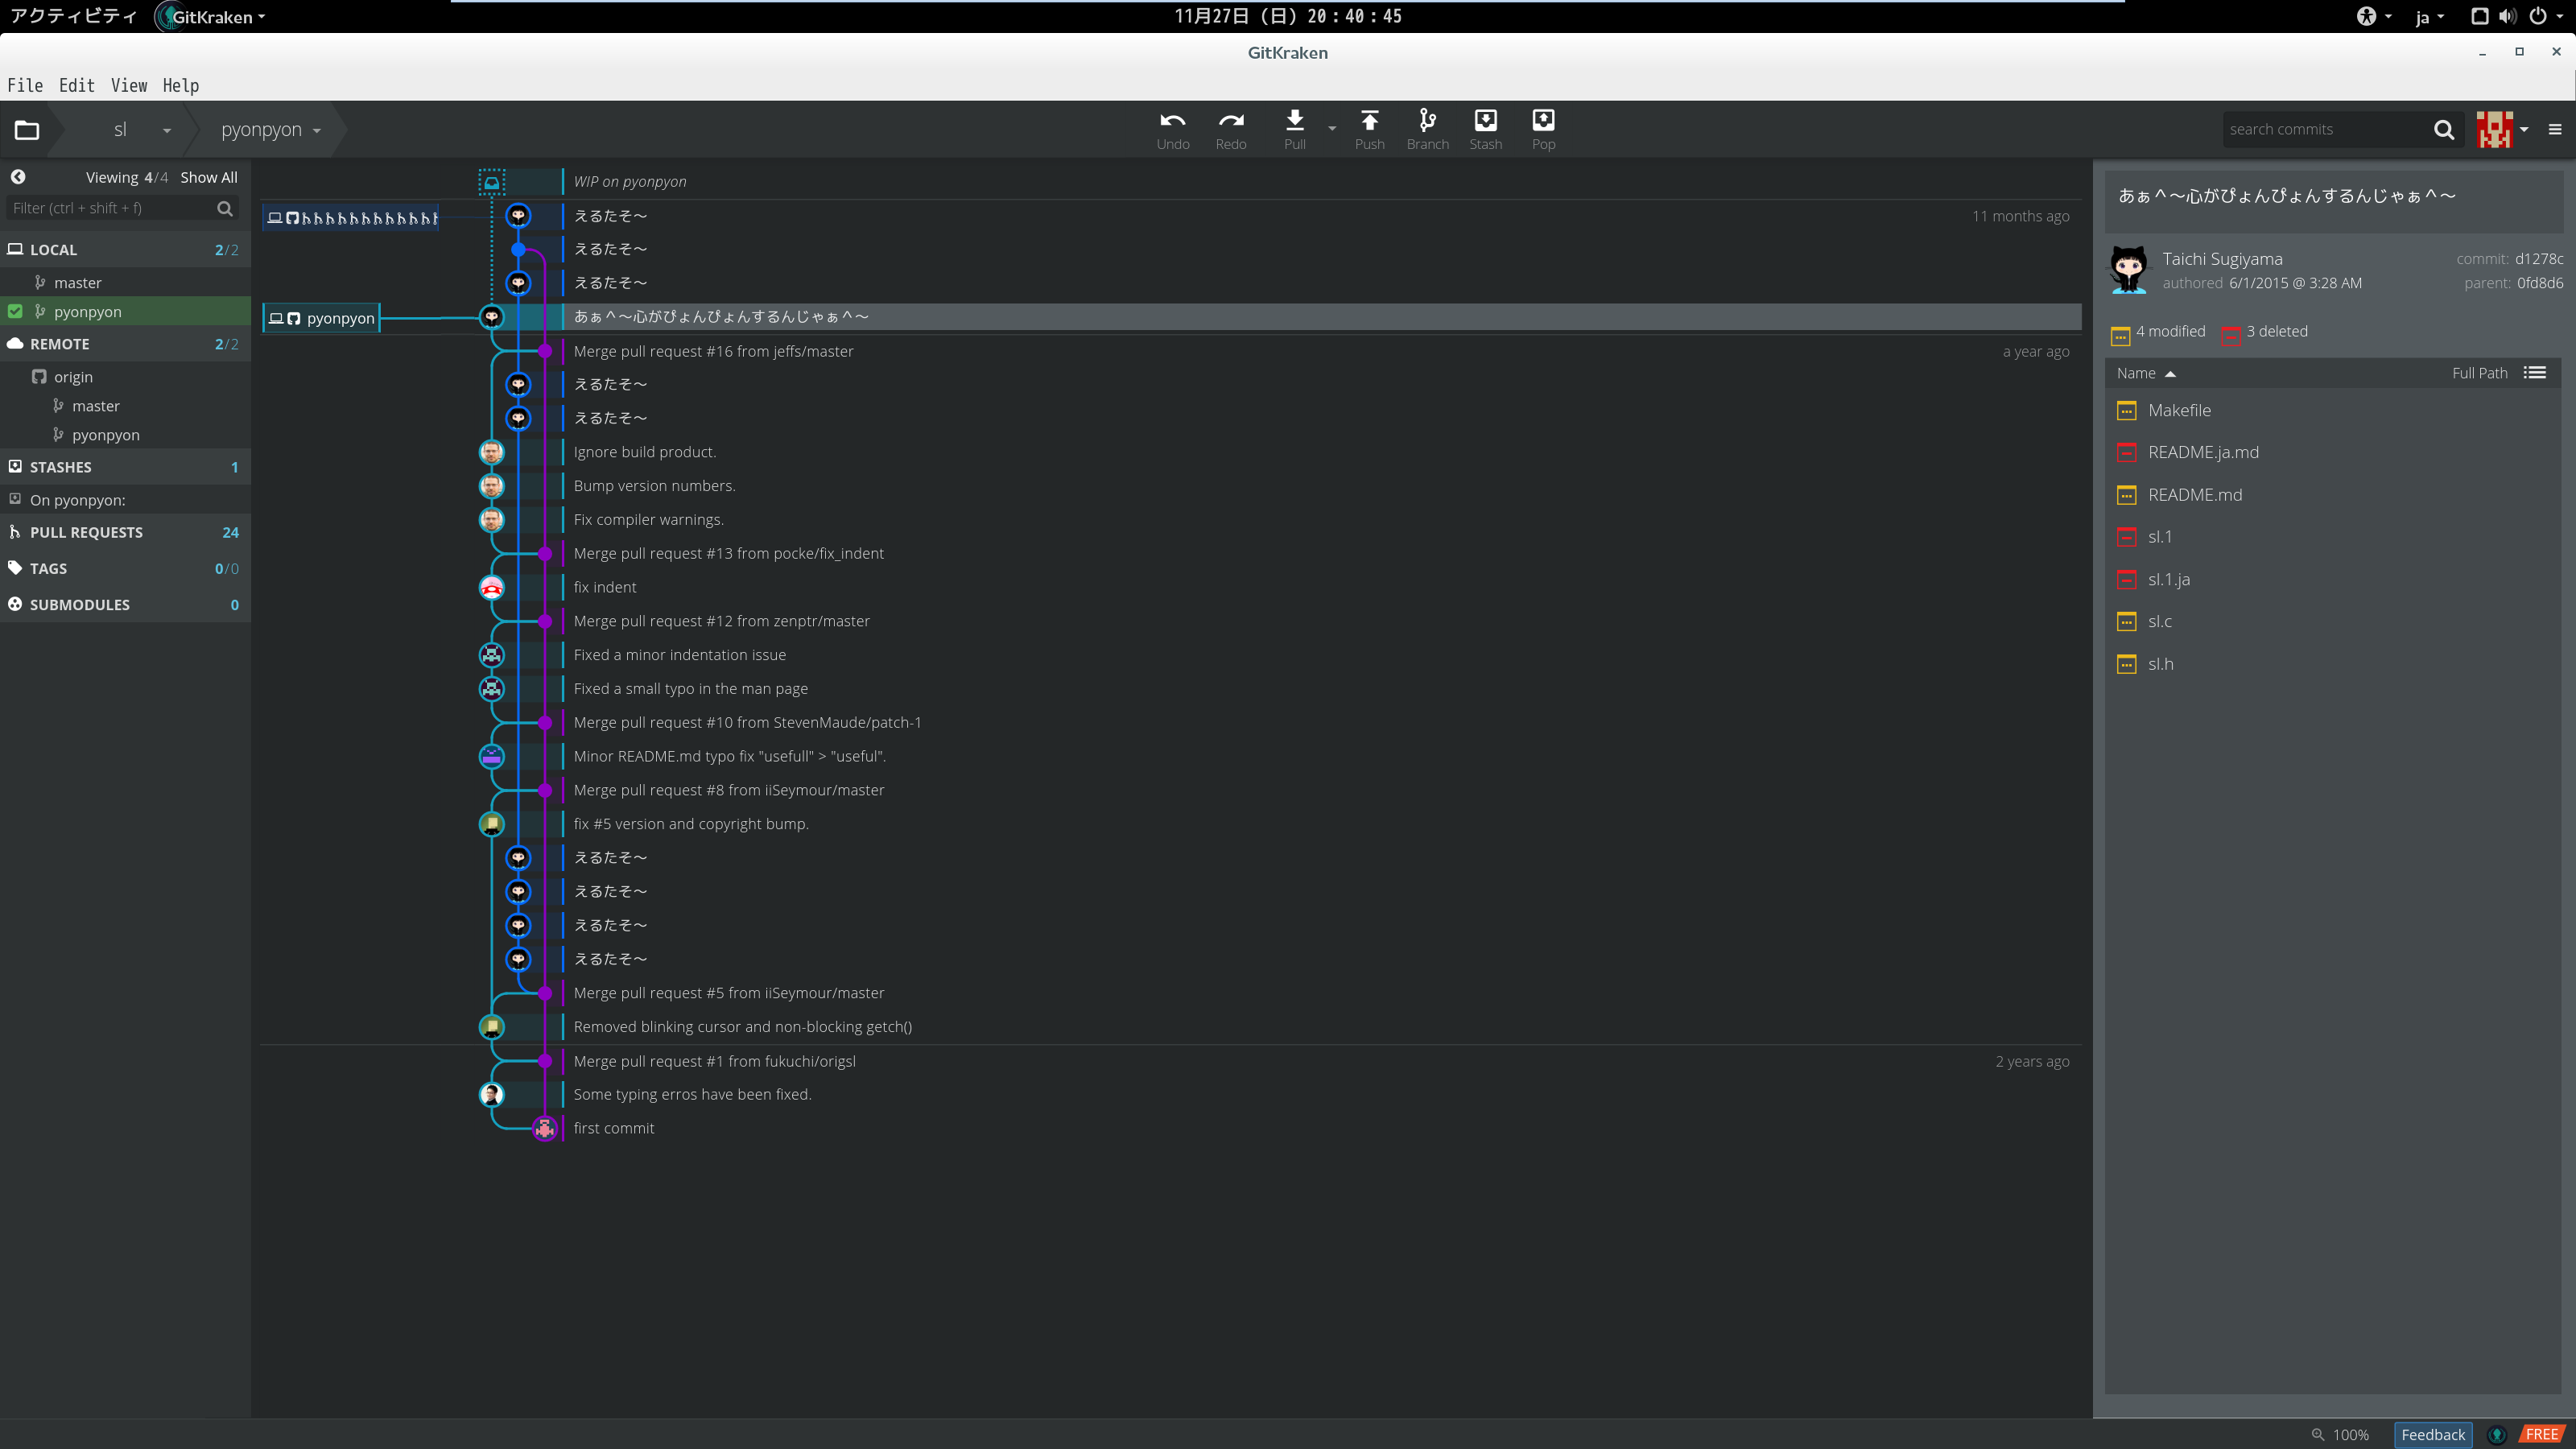 アクティビティ GitKraken 11月27日 (日) 20:40:45 ja
GitKraken
File Edit View Help
sl pyonpyon Undo Redo Pull Push Branch Stash Pop search commits
Viewing 4/4 Show All
Filter (ctrl + shift + f)
LOCAL 2/2
master
pyonpyon
REMOTE 2/2
origin
master
pyonpyon
STASHES 1
On pyonpyon:
PULL REQUESTS 24
TAGS 0/0
SUBMODULES 0
WIP on pyonpyon
えるたそ～ 11 months ago
えるたそ～
えるたそ～
pyonpyon あぁ^～心がぴょんぴょんするんじゃぁ^～
Merge pull request #16 from jeffs/master a year ago
えるたそ～
えるたそ～
Ignore build product.
Bump version numbers.
Fix compiler warnings.
Merge pull request #13 from pocke/fix_indent
fix indent
Merge pull request #12 from zenptr/master
Fixed a minor indentation issue
Fixed a small typo in the man page
Merge pull request #10 from StevenMaude/patch-1
Minor README.md typo fix "usefull" > "useful".
Merge pull request #8 from iiSeymour/master
fix #5 version and copyright bump.
えるたそ～
えるたそ～
えるたそ～
えるたそ～
Merge pull request #5 from iiSeymour/master
Removed blinking cursor and non-blocking getch()
Merge pull request #1 from fukuchi/origsl 2 years ago
Some typing erros have been fixed.
first commit
あぁ^～心がぴょんぴょんするんじゃぁ^～
Taichi Sugiyama commit: d1278c
authored 6/1/2015 @ 3:28 AM parent: 0fd8d6
4 modified 3 deleted
Name Full Path
Makefile
README.ja.md
README.md
sl.1
sl.1.ja
sl.c
sl.h
100% Feedback FREE